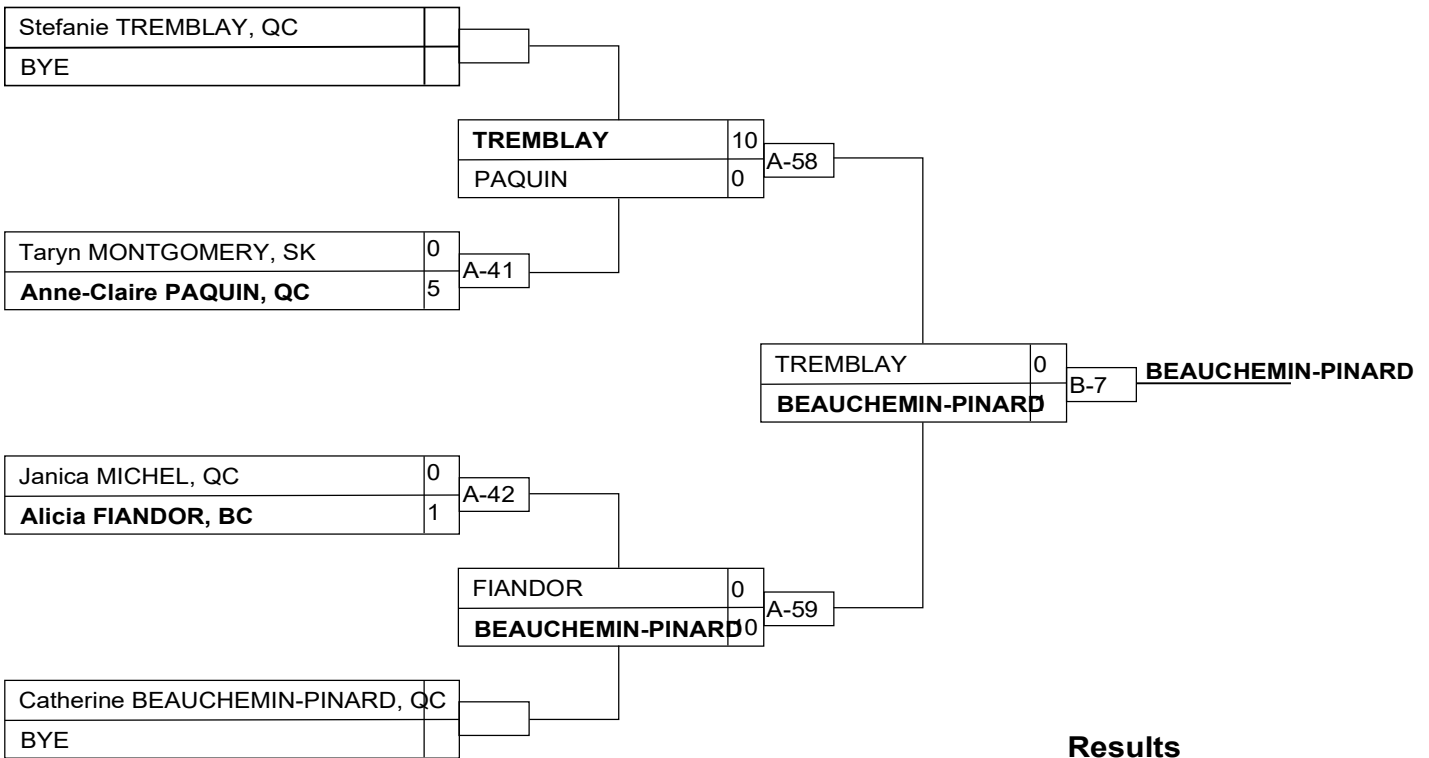 Stefanie TREMBLAY, QC
BYE
TREMBLAY 10
PAQUIN 0
A-58
Taryn MONTGOMERY, SK 0
Anne-Claire PAQUIN, QC 5
A-41
TREMBLAY 0
BEAUCHEMIN-PINARD 1
B-7
BEAUCHEMIN-PINARD
Janica MICHEL, QC 0
Alicia FIANDOR, BC 1
A-42
FIANDOR 0
BEAUCHEMIN-PINARD 10
A-59
Catherine BEAUCHEMIN-PINARD, QC
BYE
Results